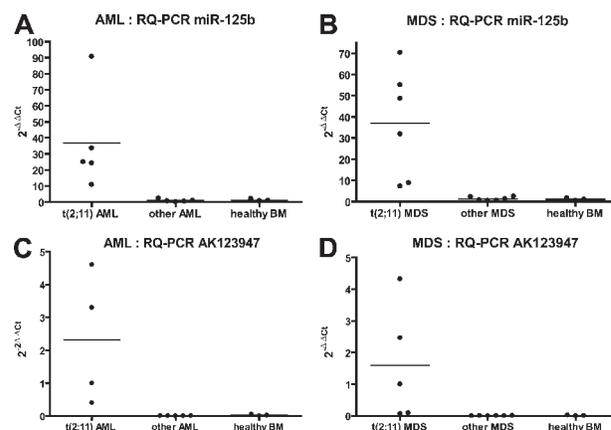 A
AML : RQ-PCR miR-125b
2^-ΔΔCt
100
90
80
70
60
50
40
30
20
10
0
t(2;11) AML other AML healthy BM
B
MDS : RQ-PCR miR-125b
2^-ΔΔCt
70
60
50
40
30
20
10
0
t(2;11) MDS other MDS healthy BM
C
AML : RQ-PCR AK123947
5
4
3
2
1
0
t(2;11) AML other AML healthy BM
D
MDS : RQ-PCR AK123947
2^-ΔΔCt
5
4
3
2
1
0
t(2;11) MDS other MDS healthy BM